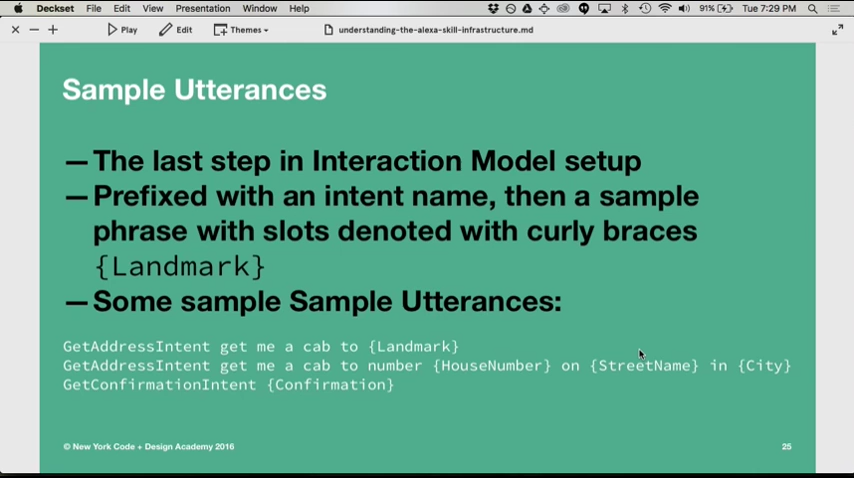 Deckset File Edit View Presentation Window Help 91% Tue 7:29 PM
Play Edit Themes understanding-the-alexa-skill-infrastructure.md
Sample Utterances
— The last step in Interaction Model setup
— Prefixed with an intent name, then a sample
phrase with slots denoted with curly braces
{Landmark}
— Some sample Sample Utterances:
GetAddressIntent get me a cab to {Landmark}
GetAddressIntent get me a cab to number {HouseNumber} on {StreetName} in {City}
GetConfirmationIntent {Confirmation}
© New York Code + Design Academy 2016 25